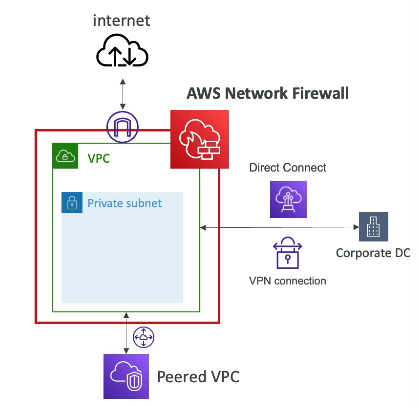 internet
AWS Network Firewall
VPC
Direct Connect
Private subnet
Corporate DC
VPN connection
Peered VPC